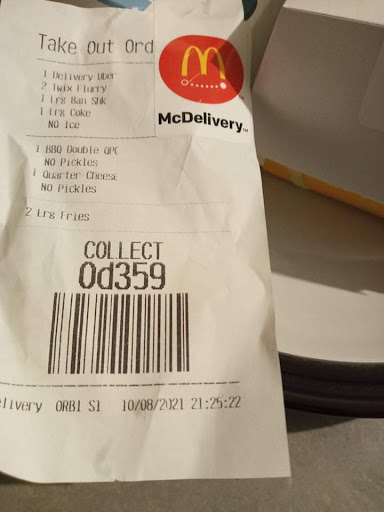 Take Out Ord
1 Delivery Uber
2 Twix Flurry
1 Lrg Ban Shk
1 Lrg Coke
NO Ice
McDelivery™
1 BBQ Double QPC
NO Pickles
1 Quarter Cheese
NO Pickles
2 Lrg Fries
COLLECT
0d359
elivery ORB1 S1 10/08/2021 21:25:22